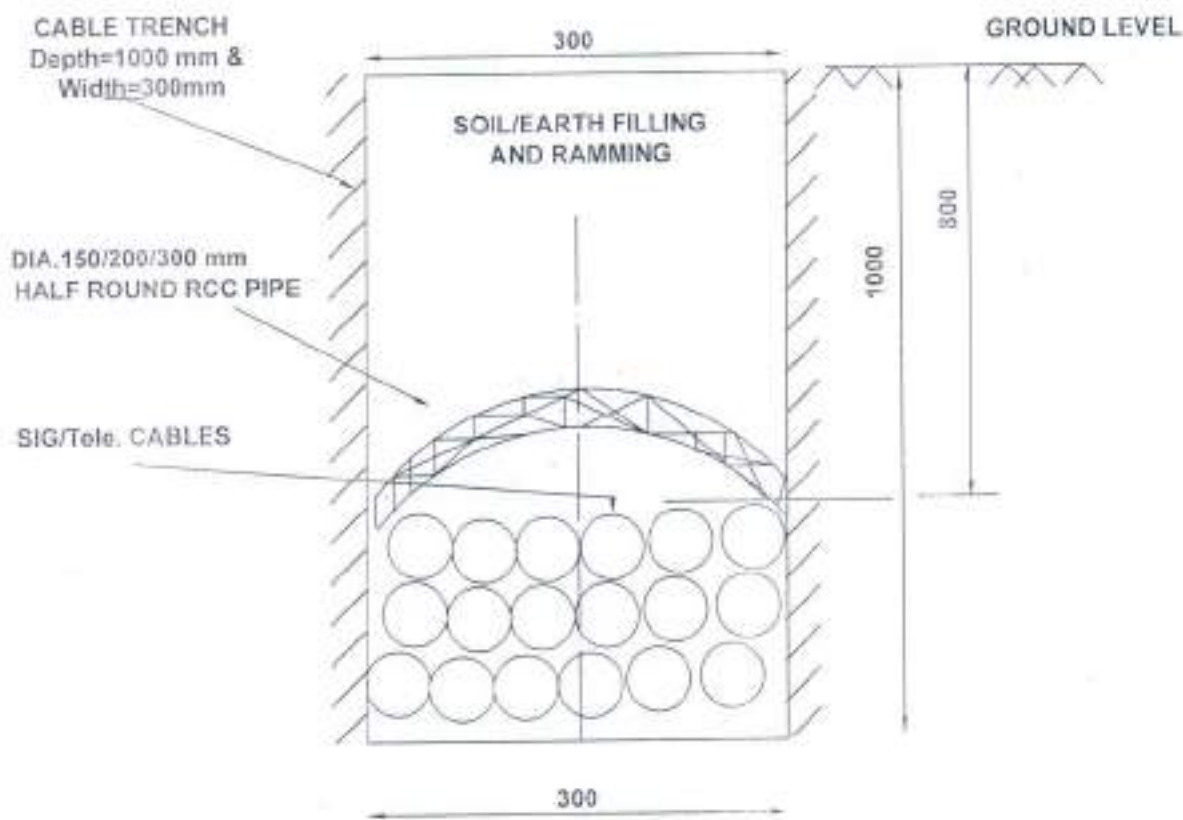 CABLE TRENCH
Depth=1000 mm &
Width=300mm
300
GROUND LEVEL
SOIL/EARTH FILLING
AND RAMMING
800
1000
DIA.150/200/300 mm
HALF ROUND RCC PIPE
SIG/Tele. CABLES
300